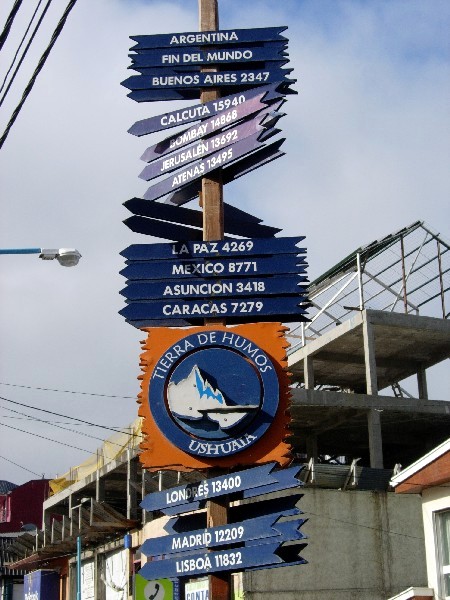 ARGENTINA
FIN DEL MUNDO
BUENOS AIRES 2347
CALCUTA 15940
BOMBAY 14868
JERUSALÉN 13692
ATENAS 13495
LA PAZ 4269
MEXICO 8771
ASUNCION 3418
CARACAS 7279
TIERRA DE HUMOS
USHUAIA
LONDRES 13400
MADRID 12209
LISBOA 11832